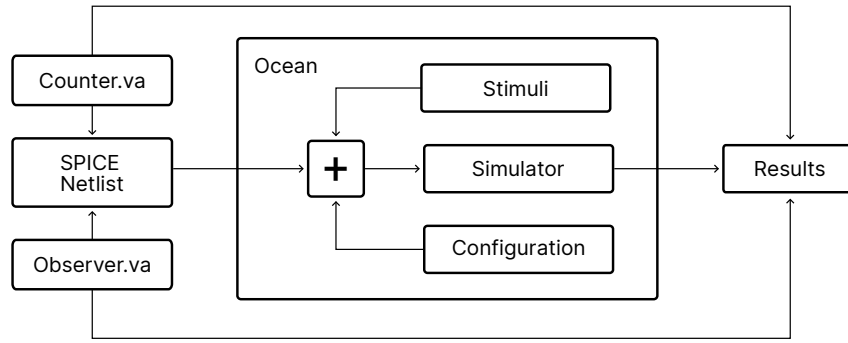 Counter.va
SPICE
Netlist
Observer.va
Ocean
Stimuli
+
Simulator
Configuration
Results